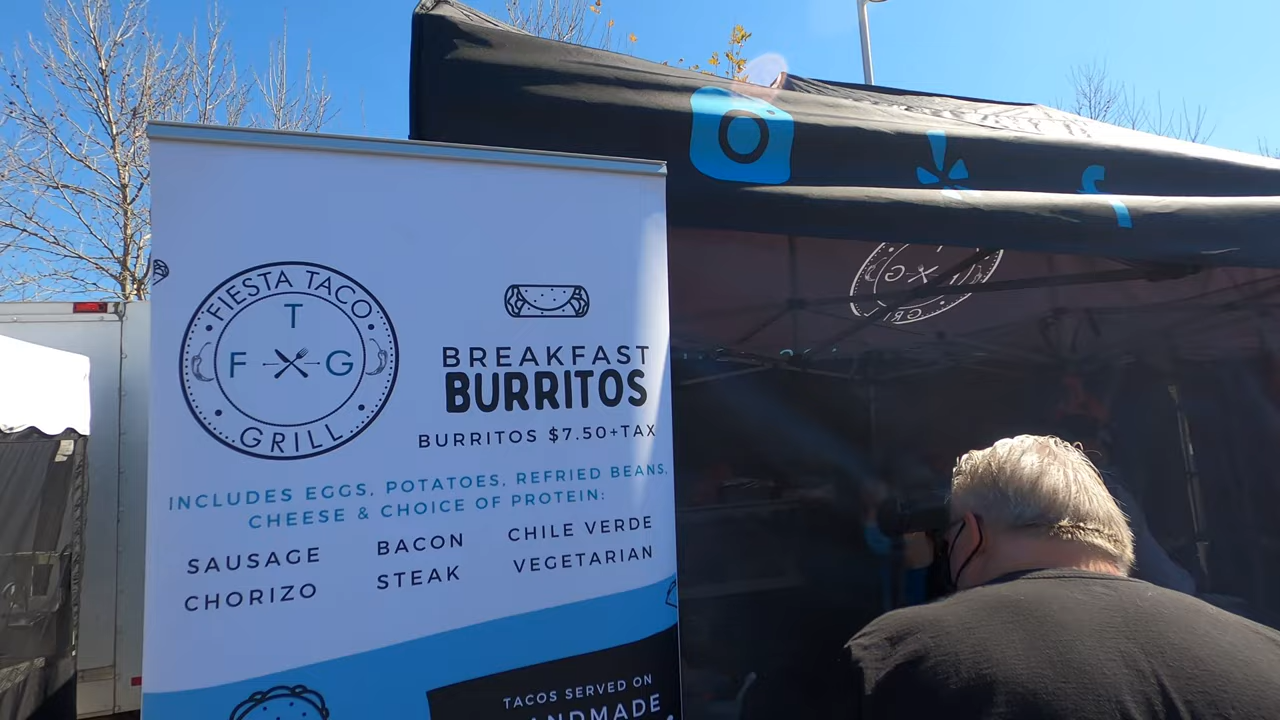 FIESTA TACO
T
F G
GRILL
BREAKFAST
BURRITOS
BURRITOS $7.50+TAX
INCLUDES EGGS, POTATOES, REFRIED BEANS,
CHEESE & CHOICE OF PROTEIN:
SAUSAGE BACON CHILE VERDE
CHORIZO STEAK VEGETARIAN
TACOS SERVED ON
GRILL